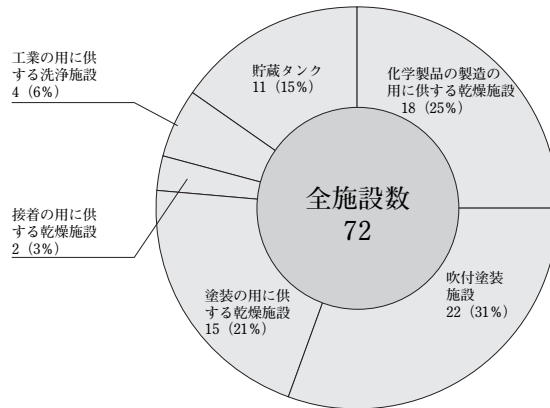 工業の用に供
する洗浄施設
4（6%）
貯蔵タンク
11（15%）
化学製品の製造の
用に供する乾燥施設
18（25%）
全施設数
72
接着の用に供
する乾燥施設
2（3%）
塗装の用に供
する乾燥施設
15（21%）
吹付塗装
施設
22（31%）